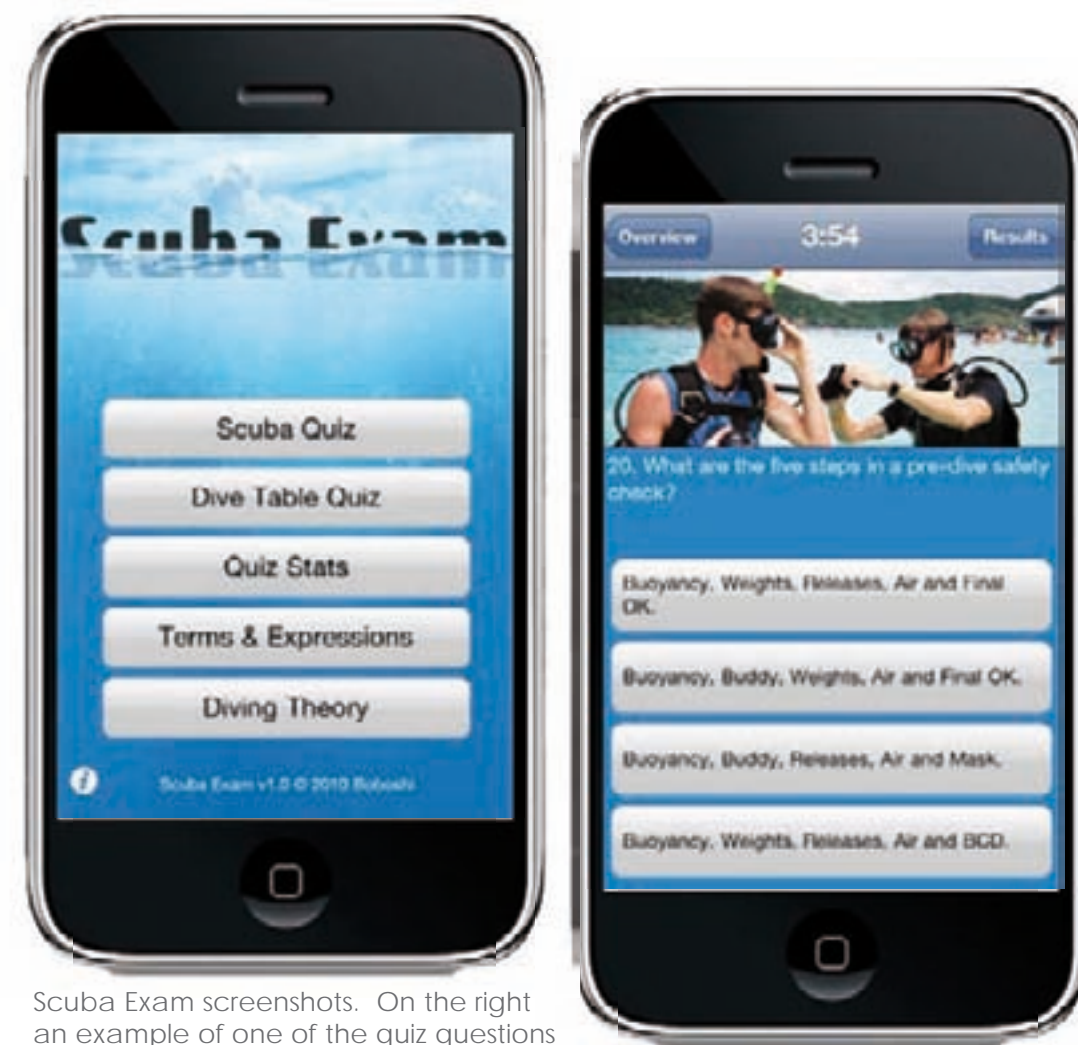 Scuba Exam
Scuba Quiz
Dive Table Quiz
Quiz Stats
Terms & Expressions
Diving Theory
i
Scuba Exam v1.0 © 2010
Overview
3:54
Results
20. What are the five steps in a pre-dive safety
check?
Buoyancy, Weights, Releases, Air and Final
OK.
Buoyancy, Buddy, Weights, Air and Final OK.
Buoyancy, Buddy, Releases, Air and Mask.
Buoyancy, Weights, Releases, Air and BCD.
Scuba Exam screenshots. On the right
an example of one of the quiz questions